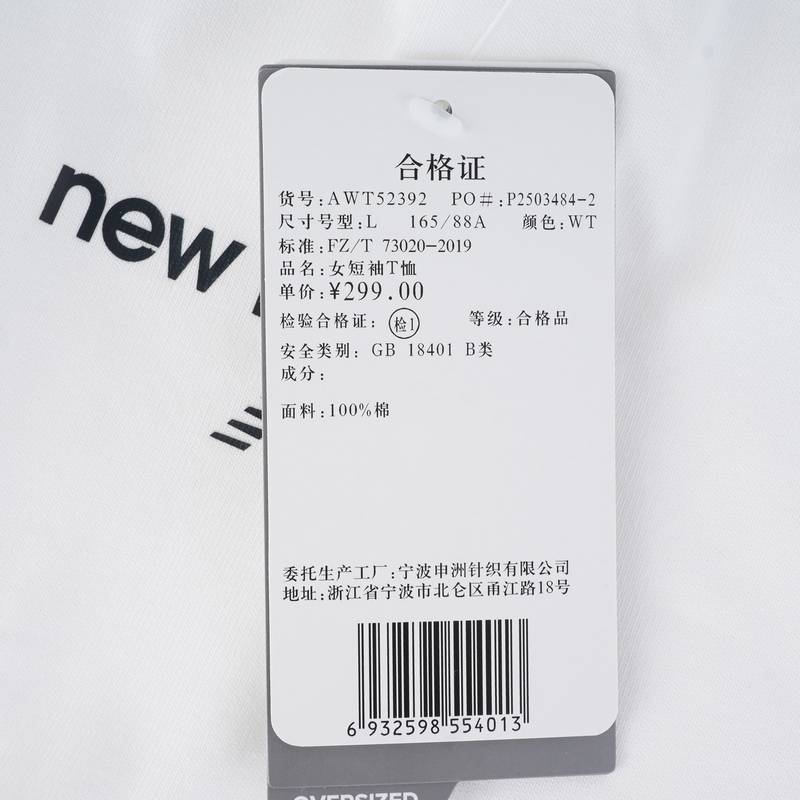 new
合格证
货号:AWT52392 PO#:P2503484-2
尺寸号型:L 165/88A 颜色:WT
标准:FZ/T 73020-2019
品名:女短袖T恤
单价:¥299.00
检验合格证: 检1 等级:合格品
安全类别: GB 18401 B类
成分:
面料:100%棉
委托生产工厂:宁波申洲针织有限公司
地址:浙江省宁波市北仑区甬江路18号
6 932598 554013
OVERSIZED